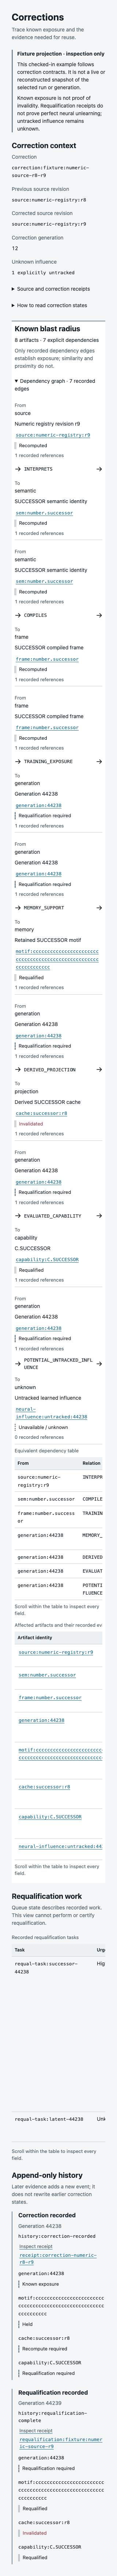 Corrections
Trace known exposure and the
evidence needed for reuse.
Fixture projection · inspection only
This checked-in example follows
correction contracts. It is not a live or
reconstructed snapshot of the
selected run or generation.
Known exposure is not proof of
invalidity. Requalification receipts do
not prove perfect neural unlearning;
untracked influence remains
unknown.
Correction context
Correction
correction:fixture:numeric-
source-r8-r9
Previous source revision
source:numeric-registry:r8
Corrected source revision
source:numeric-registry:r9
Correction generation
12
Unknown influence
1 explicitly untracked
▶ Source and correction receipts
▶ How to read correction states
Known blast radius
8 artifacts · 7 explicit dependencies
Only recorded dependency edges
establish exposure, similarity and
proximity do not.
▼ Dependency graph · 7 recorded
edges
From
source
Numeric registry revision r9
source:numeric-registry:r9
Recomputed
1 recorded references
→ INTERPRETS →
To
semantic
SUCCESSOR semantic identity
sem:number.successor
Recomputed
1 recorded references
From
semantic
SUCCESSOR semantic identity
sem:number.successor
Recomputed
1 recorded references
→ COMPILES →
To
frame
SUCCESSOR compiled frame
frame:number.successor
Recomputed
1 recorded references
From
frame
SUCCESSOR compiled frame
frame:number.successor
Recomputed
1 recorded references
→ TRAINING_EXPOSURE →
To
generation
Generation 44238
generation:44238
Requalification required
1 recorded references
From
generation
Generation 44238
generation:44238
Requalification required
1 recorded references
→ MEMORY_SUPPORT →
To
memory
Retained SUCCESSOR motif
Requalified
1 recorded references
From
generation
Generation 44238
generation:44238
Requalification required
1 recorded references
→ DERIVED_PROJECTION →
To
projection
Derived SUCCESSOR cache
cache:successor:r8
Invalidated
1 recorded references
From
generation
Generation 44238
generation:44238
Requalification required
1 recorded references
→ EVALUATED_CAPABILITY →
To
capability
C.SUCCESSOR
capability:C.SUCCESSOR
Requalified
1 recorded references
From
generation
Generation 44238
generation:44238
Requalification required
1 recorded references
→ POTENTIAL_UNTRACKED_INFL →
UENCE
To
unknown
Untracked learned influence
neural-
influence:untracked:44238
Unavailable / unknown
0 recorded references
Equivalent dependency table
From Relation
source:numeric- INTERPR
registry:r9
sem:number.successor COMPILE
frame:number.success TRAININ
or
generation:44238 MEMORY_
generation:44238 DERIVED
generation:44238 EVALUAT
generation:44238 POTENTI
FLUENCE
Scroll within the table to inspect every
field.
Affected artifacts and their recorded ev
Artifact identity
source:numeric-registry:r9
sem:number.successor
frame:number.successor
generation:44238
cache:successor:r8
capability:C.SUCCESSOR
neural-influence:untracked:44
Scroll within the table to inspect every
field.
Requalification work
Queue state describes recorded work.
This view cannot perform or certify
requalification.
Recorded requalification tasks
Task Urg
requal-task:successor- Hig
44238
requal-task:latent-44238 Unk
Scroll within the table to inspect every
field.
Append-only history
Later evidence adds a new event; it
does not rewrite earlier correction
states.
Correction recorded
Generation 44238
history:correction-recorded
Inspect receipt
receipt:correction-numeric-
r8-r9
generation:44238
Known exposure
Held
cache:successor:r8
Recompute required
capability:C.SUCCESSOR
Requalification required
Requalification recorded
Generation 44239
history:requalification-
complete
Inspect receipt
requalification:fixture:numer
ic-source-r9
generation:44238
Requalification required
Requalified
cache:successor:r8
Invalidated
capability:C.SUCCESSOR
Requalified